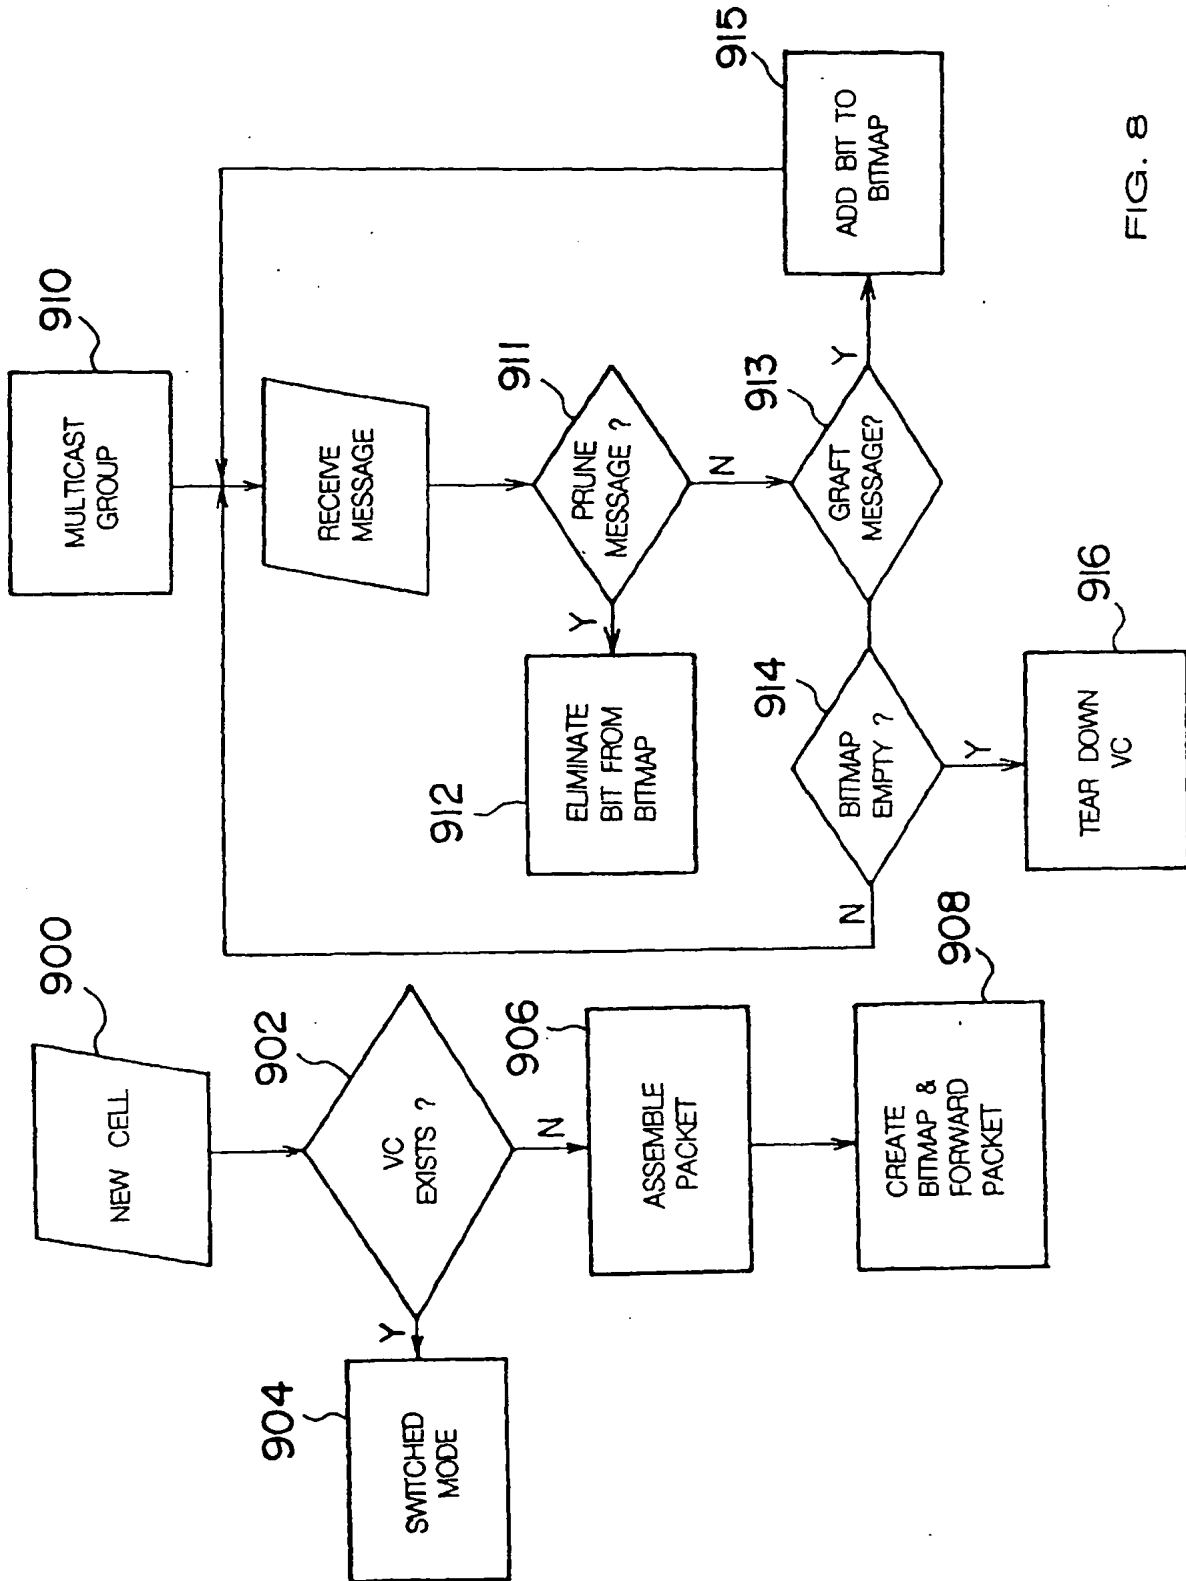 900
NEW CELL
902
VC
EXISTS ?
Y
N
904
SWITCHED
MODE
906
ASSEMBLE
PACKET
908
CREATE
BITMAP &
FORWARD
PACKET
910
MULTICAST
GROUP
RECEIVE
MESSAGE
911
PRUNE
MESSAGE ?
Y
N
912
ELIMINATE
BIT FROM
BITMAP
913
GRAFT
MESSAGE?
Y
914
BITMAP
EMPTY ?
N
Y
915
ADD BIT TO
BITMAP
916
TEAR DOWN
VC
FIG. 8